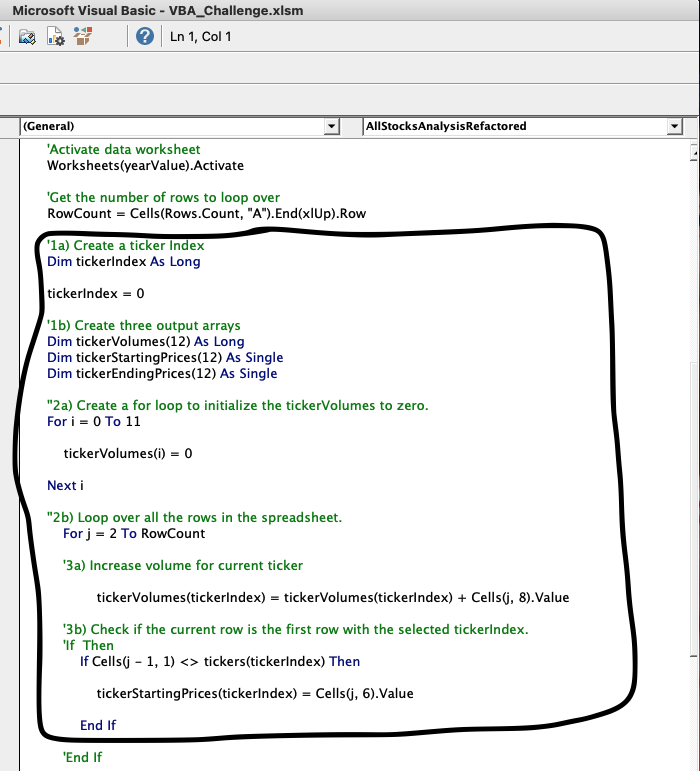 Microsoft Visual Basic - VBA_Challenge.xlsm
Ln 1, Col 1
(General) AllStocksAnalysisRefactored
'Activate data worksheet
Worksheets(yearValue).Activate
'Get the number of rows to loop over
RowCount = Cells(Rows.Count, "A").End(xlUp).Row
'1a) Create a ticker Index
Dim tickerIndex As Long
tickerIndex = 0
'1b) Create three output arrays
Dim tickerVolumes(12) As Long
Dim tickerStartingPrices(12) As Single
Dim tickerEndingPrices(12) As Single
''2a) Create a for loop to initialize the tickerVolumes to zero.
For i = 0 To 11
tickerVolumes(i) = 0
Next i
''2b) Loop over all the rows in the spreadsheet.
For j = 2 To RowCount
'3a) Increase volume for current ticker
tickerVolumes(tickerIndex) = tickerVolumes(tickerIndex) + Cells(j, 8).Value
'3b) Check if the current row is the first row with the selected tickerIndex.
'If  Then
If Cells(j - 1, 1) <> tickers(tickerIndex) Then
tickerStartingPrices(tickerIndex) = Cells(j, 6).Value
End If
'End If